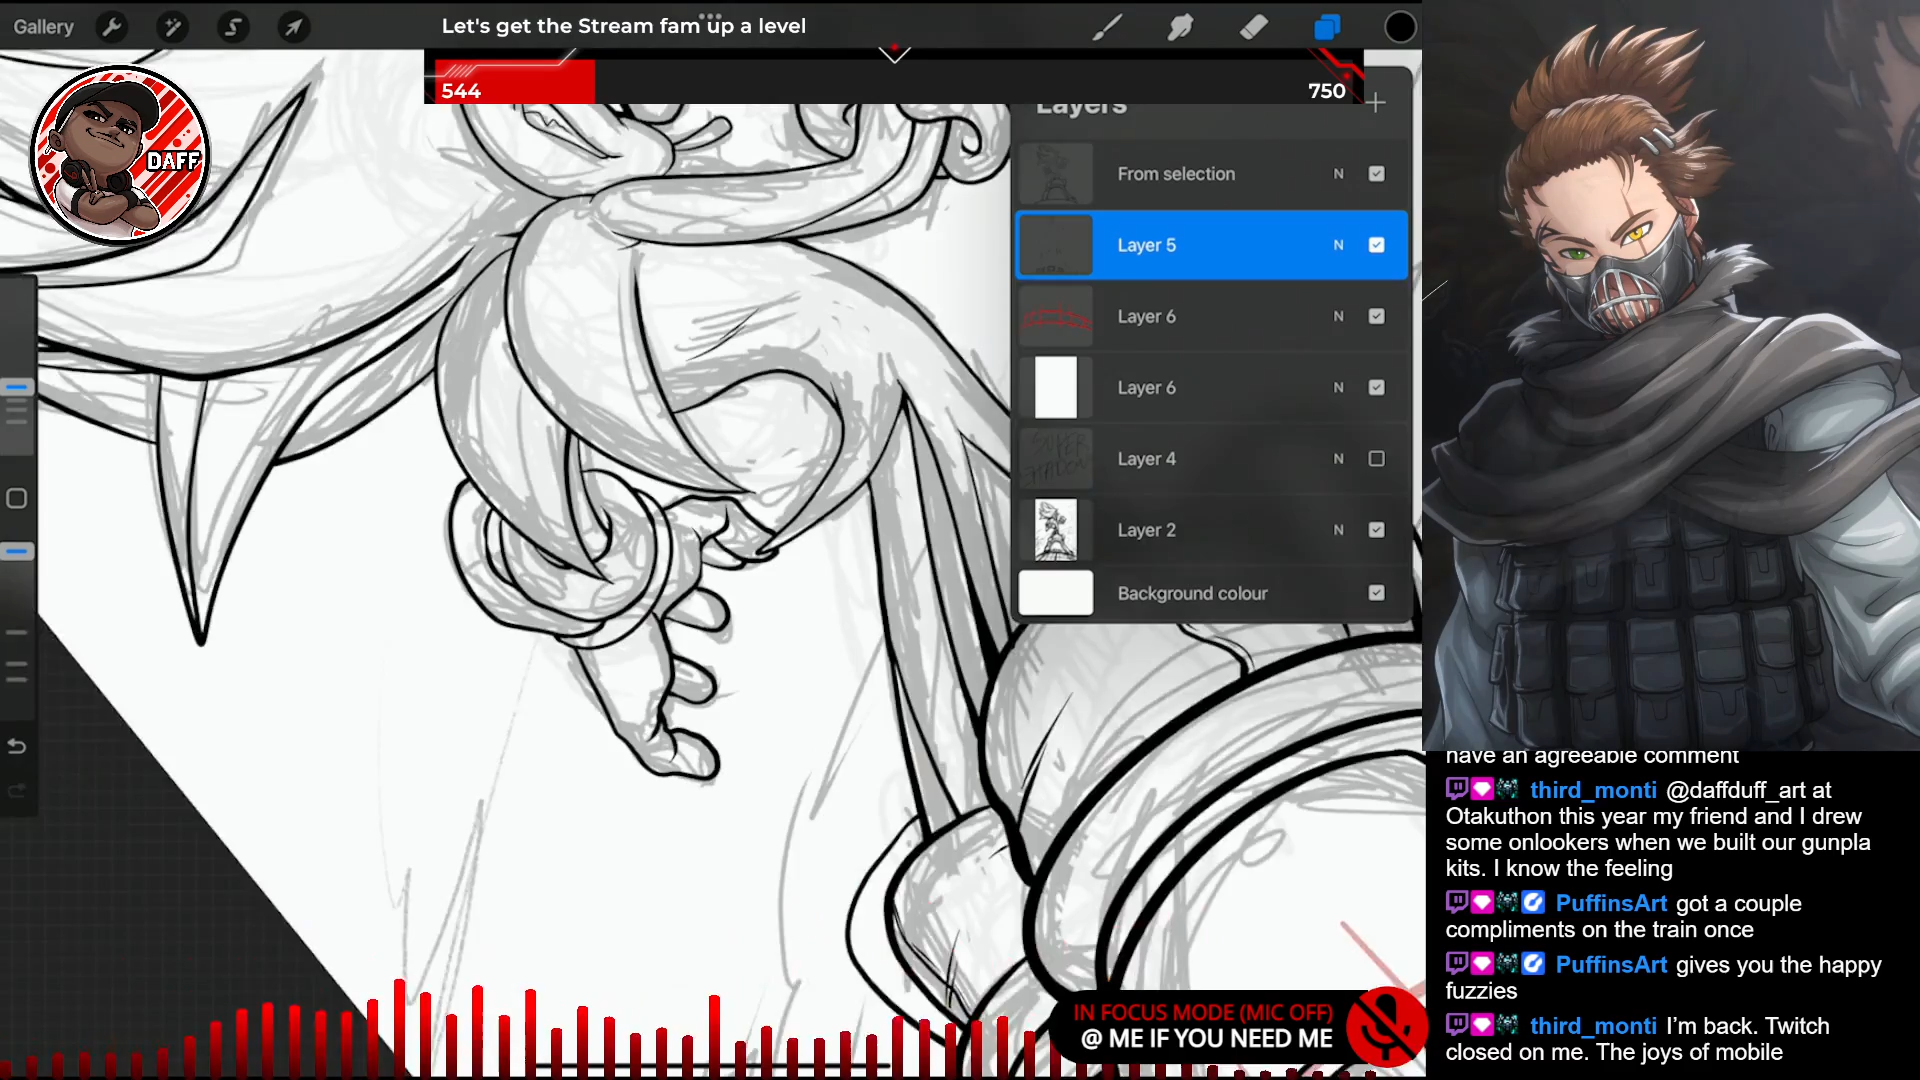 Gallery
Let's get the Stream fam up a level
544
750
DAFF
Layers
From selection N
Layer 5 N
Layer 6 N
Layer 6 N
SUPER
SHADOW
Layer 4 N
Layer 2 N
Background colour
IN FOCUS MODE (MIC OFF)
@ ME IF YOU NEED ME
have an agreeable comment
third_monti @daffduff_art at
Otakuthon this year my friend and I drew
some onlookers when we built our gunpla
kits. I know the feeling
PuffinsArt got a couple
compliments on the train once
PuffinsArt gives you the happy
fuzzies
third_monti I’m back. Twitch
closed on me. The joys of mobile